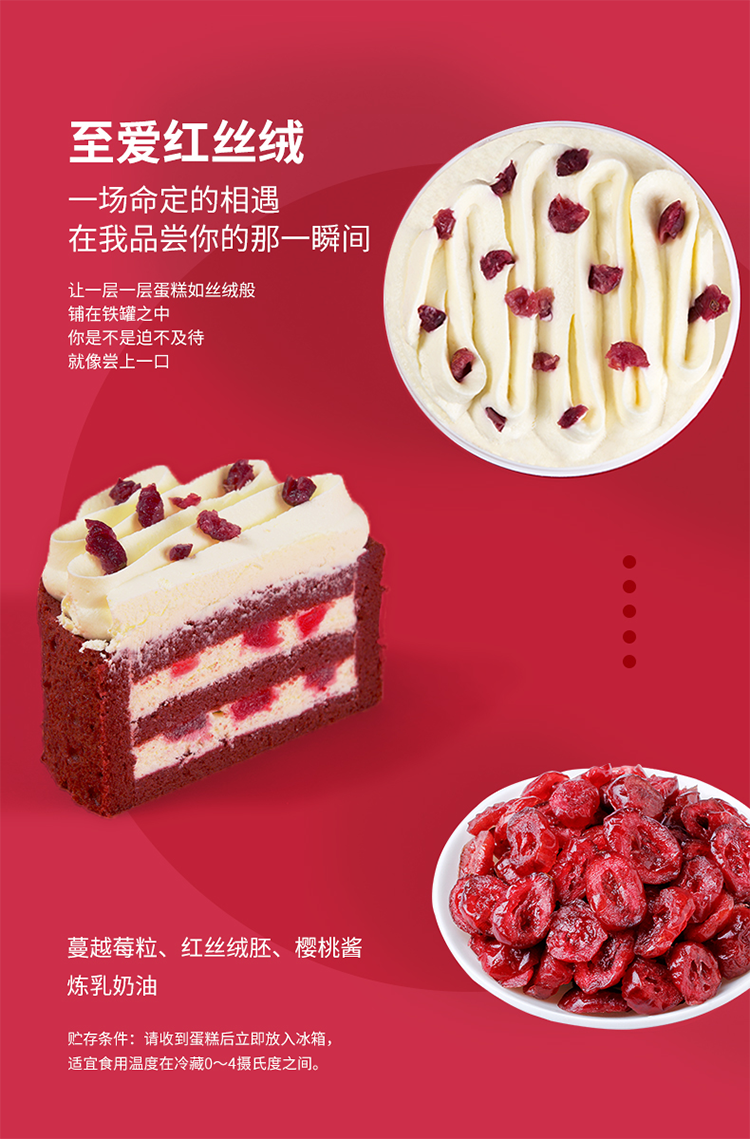 至爱红丝绒
一场命定的相遇
在我品尝你的那一瞬间
让一层一层蛋糕如丝绒般
铺在铁罐之中
你是不是迫不及待
就像尝上一口
蔓越莓粒、红丝绒胚、樱桃酱
炼乳奶油
贮存条件：请收到蛋糕后立即放入冰箱，
适宜食用温度在冷藏0～4摄氏度之间。